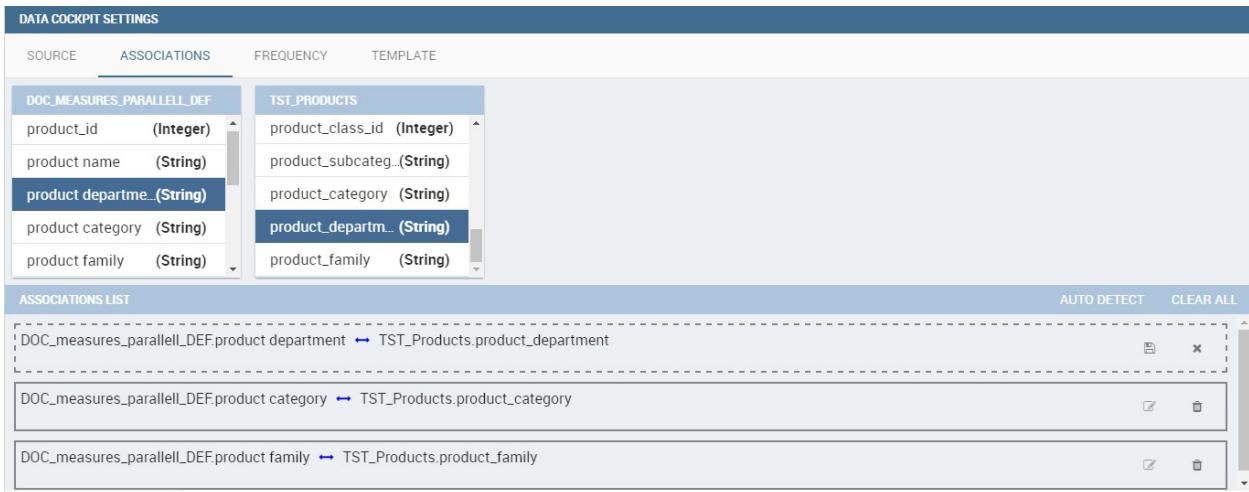 DATA COCKPIT SETTINGS
SOURCE ASSOCIATIONS FREQUENCY TEMPLATE
DOC_MEASURES_PARALLELL_DEF
product_id (Integer)
product name (String)
product departme...(String)
product category (String)
product family (String)
TST_PRODUCTS
product_class_id (Integer)
product_subcateg...(String)
product_category (String)
product_departm... (String)
product_family (String)
ASSOCIATIONS LIST AUTO DETECT CLEAR ALL
DOC_measures_parallell_DEF.product department ↔ TST_Products.product_department
DOC_measures_parallell_DEF.product category ↔ TST_Products.product_category
DOC_measures_parallell_DEF.product family ↔ TST_Products.product_family